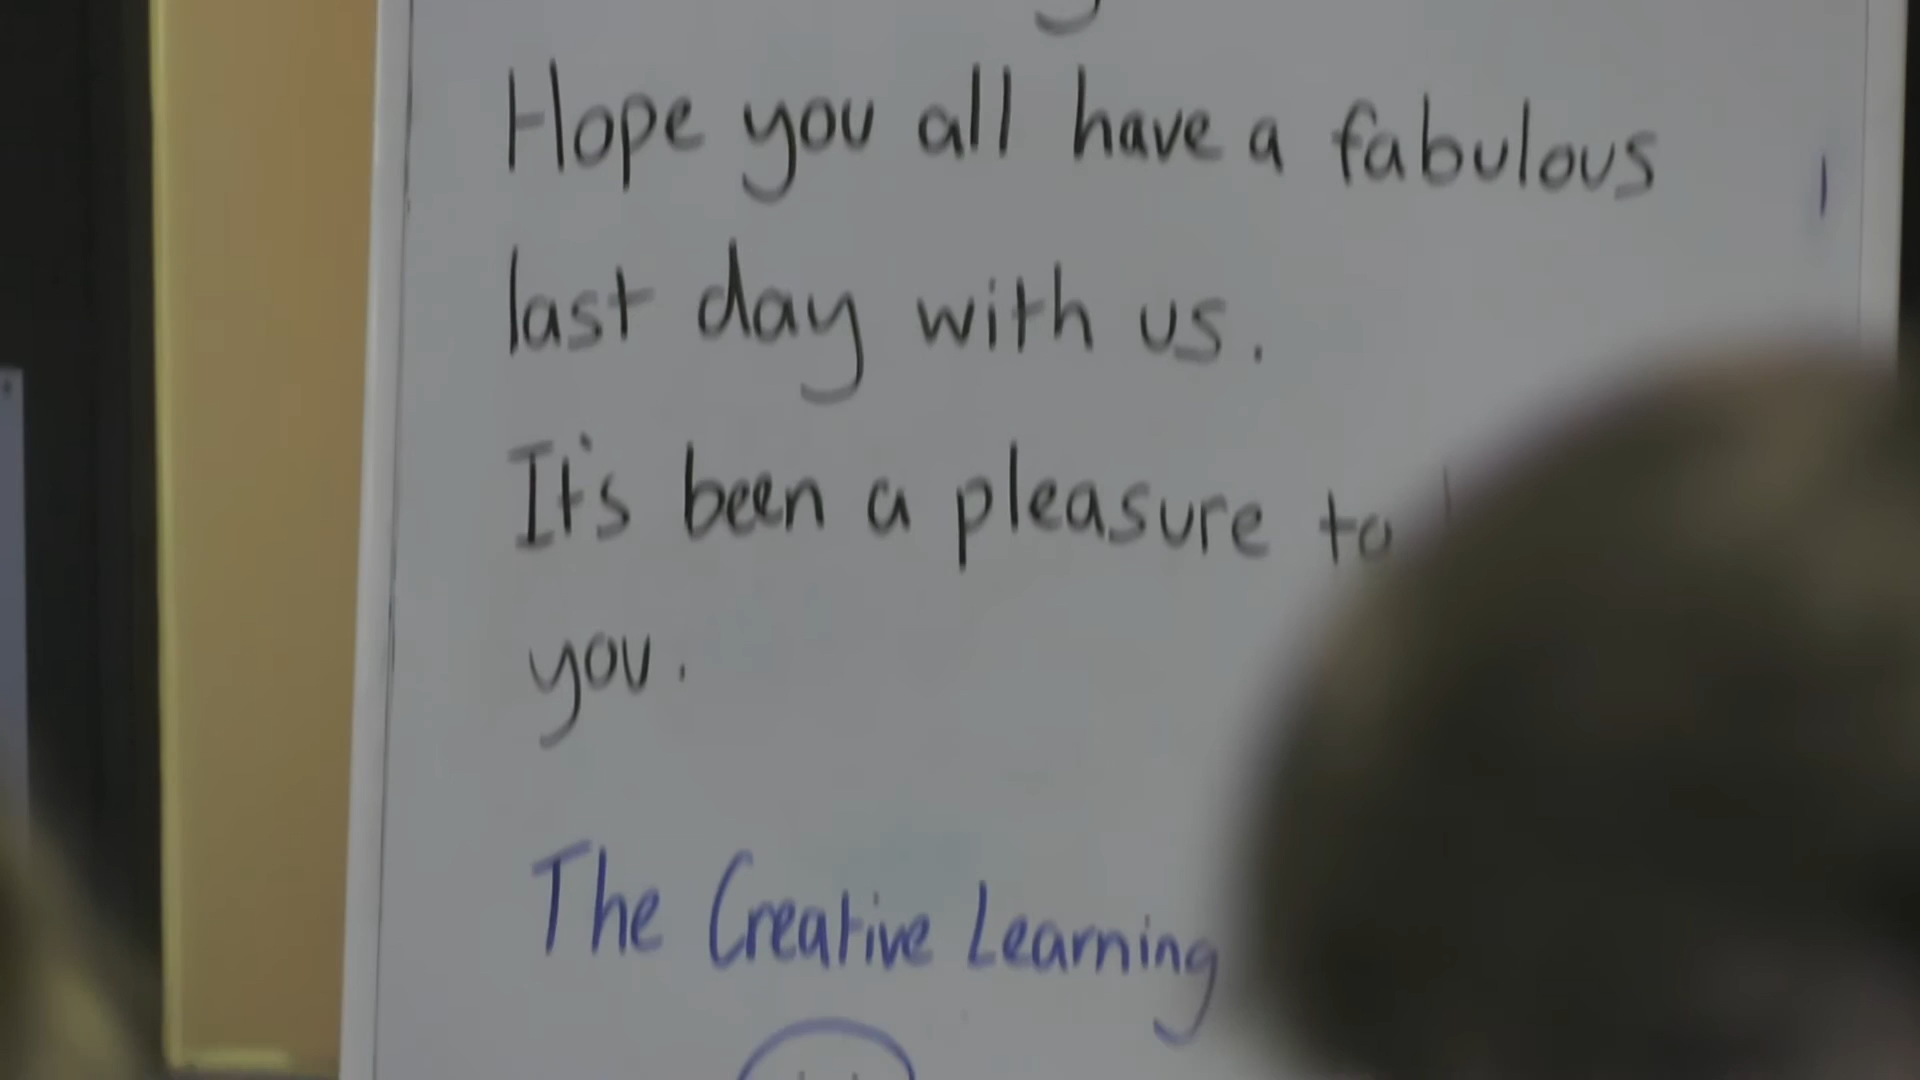 Hope you all have a fabulous
last day with us.
It's been a pleasure to
you.
The Creative Learning